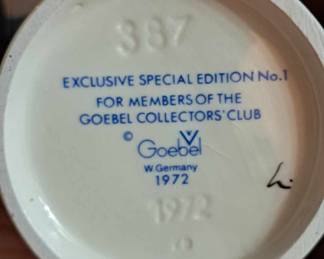 387
EXCLUSIVE SPECIAL EDITION No.1
FOR MEMBERS OF THE
GOEBEL COLLECTORS' CLUB
©
Goebel
W. Germany
1972
1972